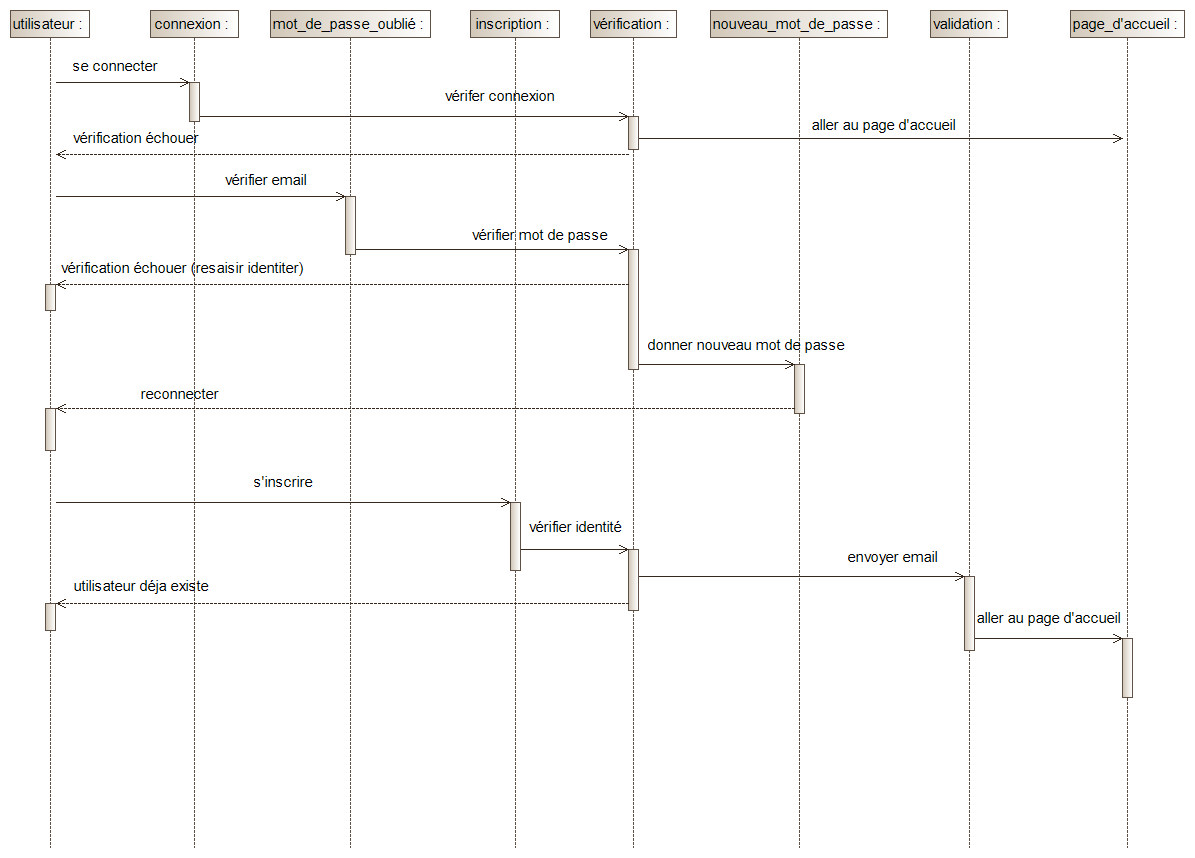 utilisateur :
connexion :
mot_de_passe_oublié :
inscription :
vérification :
nouveau_mot_de_passe :
validation :
page_d'accueil :
se connecter
vérifer connexion
aller au page d'accueil
vérification échouer
vérifier email
vérifier mot de passe
vérification échouer (resaisir identiter)
donner nouveau mot de passe
reconnecter
s'inscrire
vérifier identité
envoyer email
utilisateur déja existe
aller au page d'accueil